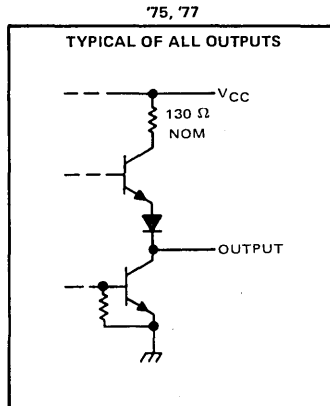 '75, '77
TYPICAL OF ALL OUTPUTS
VCC
130 Ω
NOM
OUTPUT